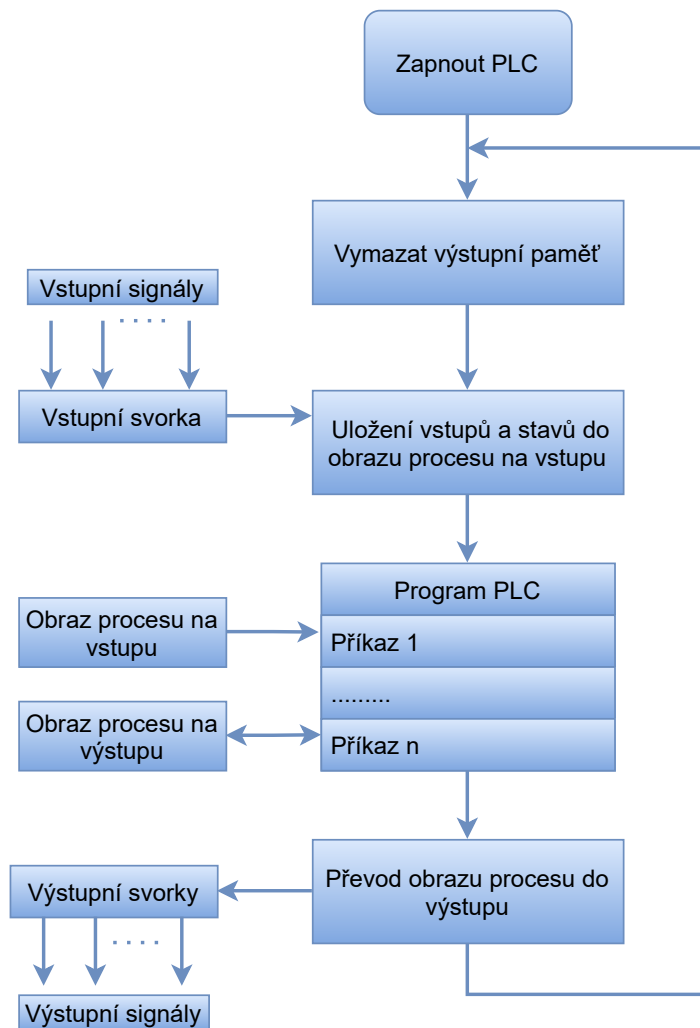 Zapnout PLC
Vymazat výstupní paměť
Vstupní signály
. . . .
Vstupní svorka
Uložení vstupů a stavů do
obrazu procesu na vstupu
Program PLC
Obraz procesu na
vstupu
Příkaz 1
.........
Obraz procesu na
výstupu
Příkaz n
Převod obrazu procesu do
výstupu
Výstupní svorky
. . . .
Výstupní signály